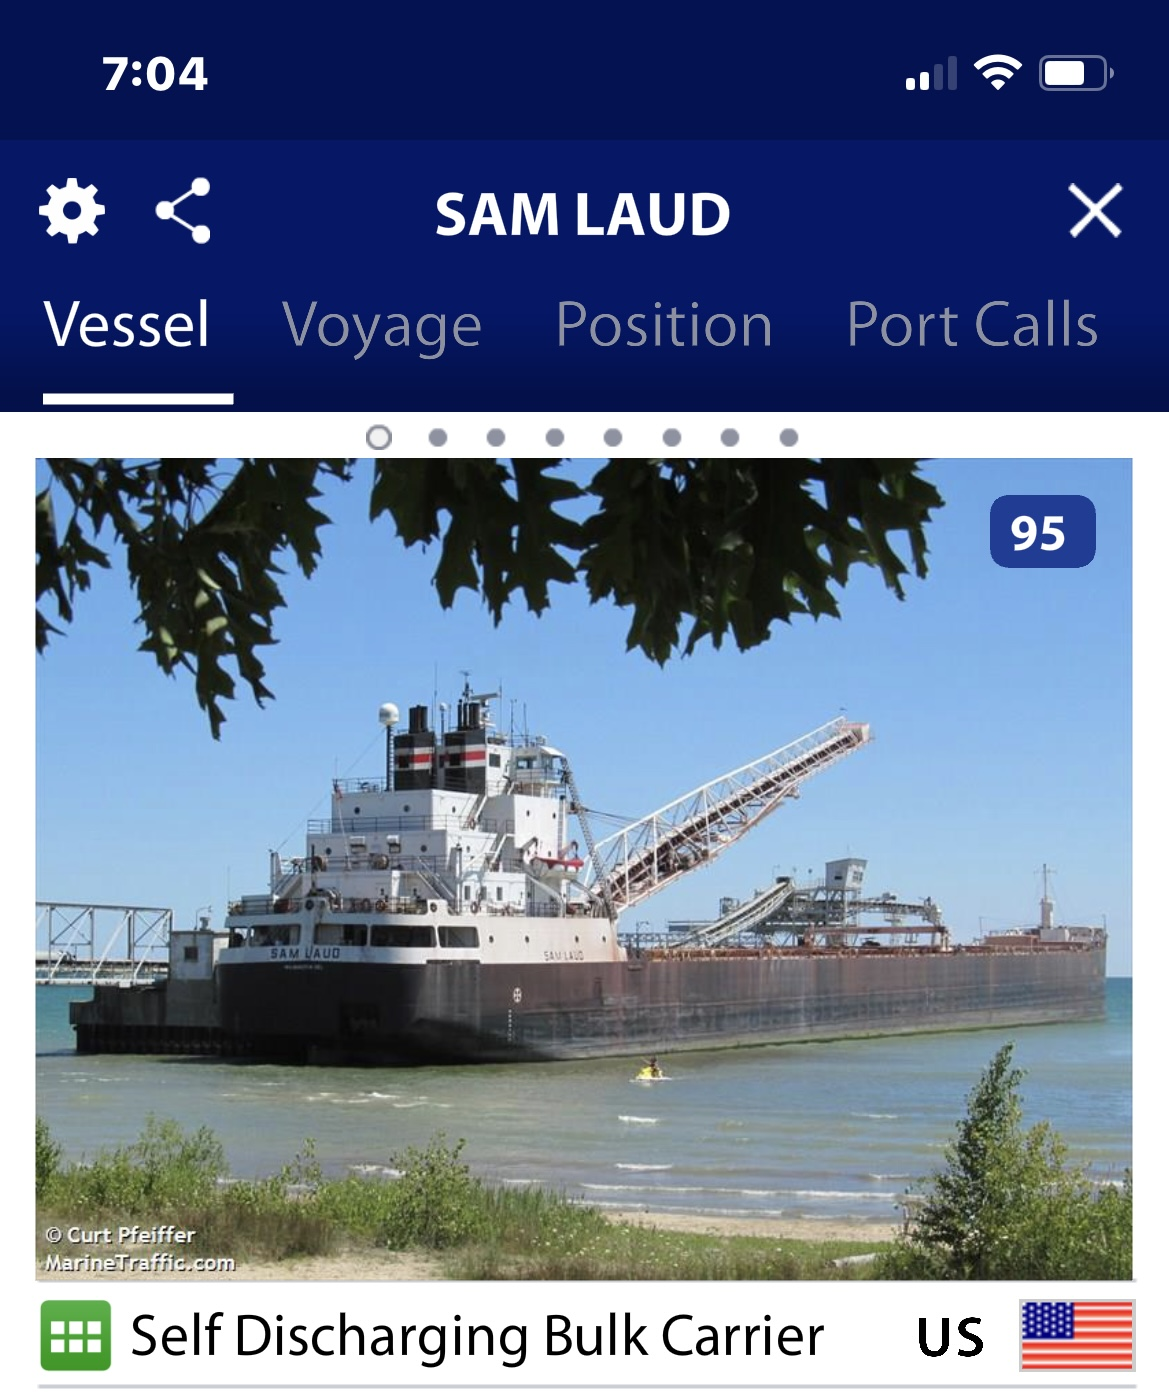 7:04
SAM LAUD
Vessel Voyage Position Port Calls
95
SAM LAUD
SAM LAUD
© Curt Pfeiffer
MarineTraffic.com
Self Discharging Bulk Carrier US